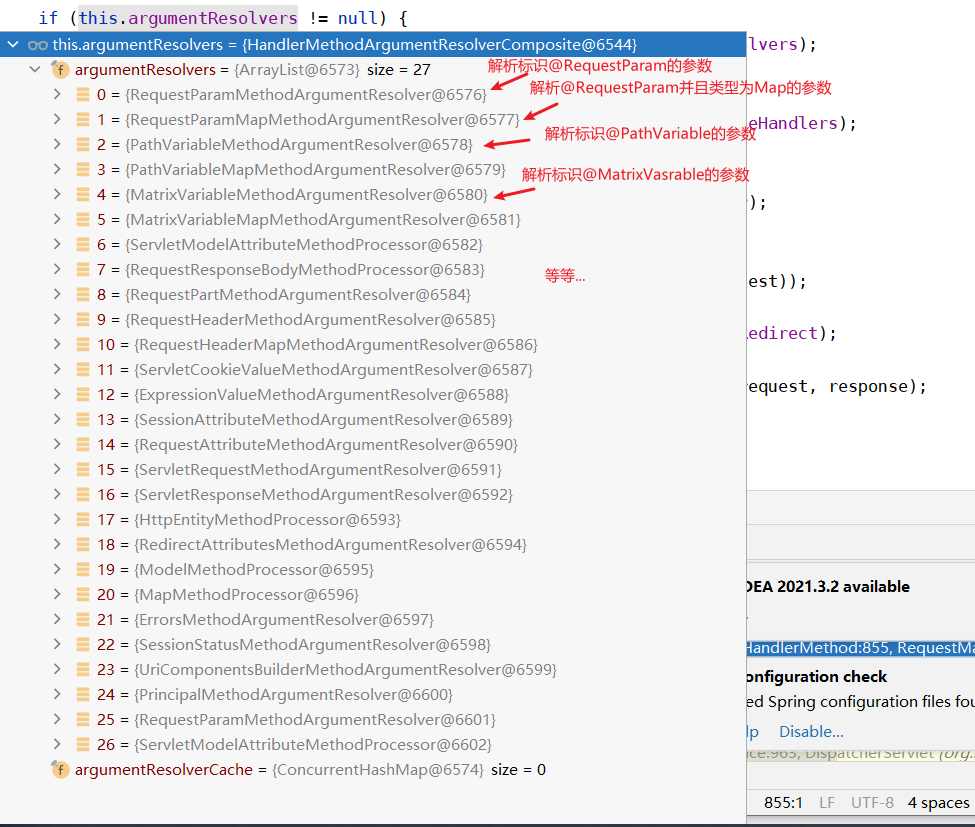 if (this.argumentResolvers != null) {
this.argumentResolvers = {HandlerMethodArgumentResolverComposite@6544}
lvers);
argumentResolvers = {ArrayList@6573} size = 27
解析标识@RequestParam的参数
0 = {RequestParamMethodArgumentResolver@6576}
解析@RequestParam并且类型为Map的参数
1 = {RequestParamMapMethodArgumentResolver@6577}
eHandlers);
解析标识@PathVariable的参数
2 = {PathVariableMethodArgumentResolver@6578}
3 = {PathVariableMapMethodArgumentResolver@6579}
解析标识@MatrixVasrable的参数
4 = {MatrixVariableMethodArgumentResolver@6580}
);
5 = {MatrixVariableMapMethodArgumentResolver@6581}
6 = {ServletModelAttributeMethodProcessor@6582}
7 = {RequestResponseBodyMethodProcessor@6583}
等等...
est));
8 = {RequestPartMethodArgumentResolver@6584}
9 = {RequestHeaderMethodArgumentResolver@6585}
edirect);
10 = {RequestHeaderMapMethodArgumentResolver@6586}
11 = {ServletCookieValueMethodArgumentResolver@6587}
equest, response);
12 = {ExpressionValueMethodArgumentResolver@6588}
13 = {SessionAttributeMethodArgumentResolver@6589}
14 = {RequestAttributeMethodArgumentResolver@6590}
15 = {ServletRequestMethodArgumentResolver@6591}
16 = {ServletResponseMethodArgumentResolver@6592}
17 = {HttpEntityMethodProcessor@6593}
18 = {RedirectAttributesMethodArgumentResolver@6594}
19 = {ModelMethodProcessor@6595}
DEA 2021.3.2 available
20 = {MapMethodProcessor@6596}
21 = {ErrorsMethodArgumentResolver@6597}
22 = {SessionStatusMethodArgumentResolver@6598}
HandlerMethod:855, RequestMa
23 = {UriComponentsBuilderMethodArgumentResolver@6599}
onfiguration check
24 = {PrincipalMethodArgumentResolver@6600}
ed Spring configuration files fou
25 = {RequestParamMethodArgumentResolver@6601}
lp Disable...
26 = {ServletModelAttributeMethodProcessor@6602}
ice:963, DispatcherServlet (org.
argumentResolverCache = {ConcurrentHashMap@6574} size = 0
855:1 LF UTF-8 4 spaces